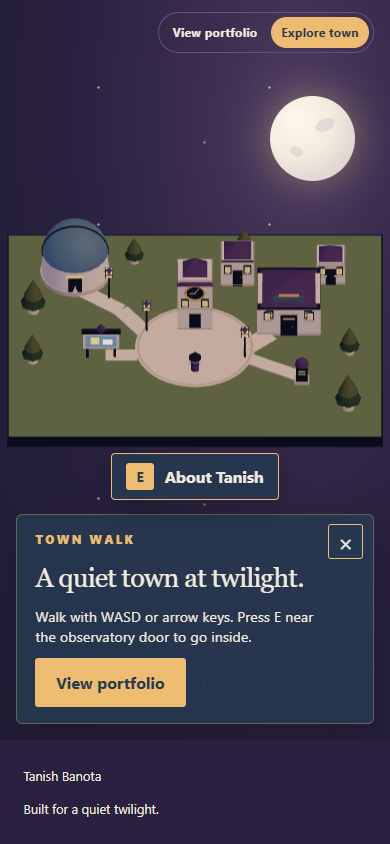 View portfolio
Explore town
E
About Tanish
TOWN WALK
×
A quiet town at twilight.
Walk with WASD or arrow keys. Press E near
the observatory door to go inside.
View portfolio
Tanish Banota
Built for a quiet twilight.